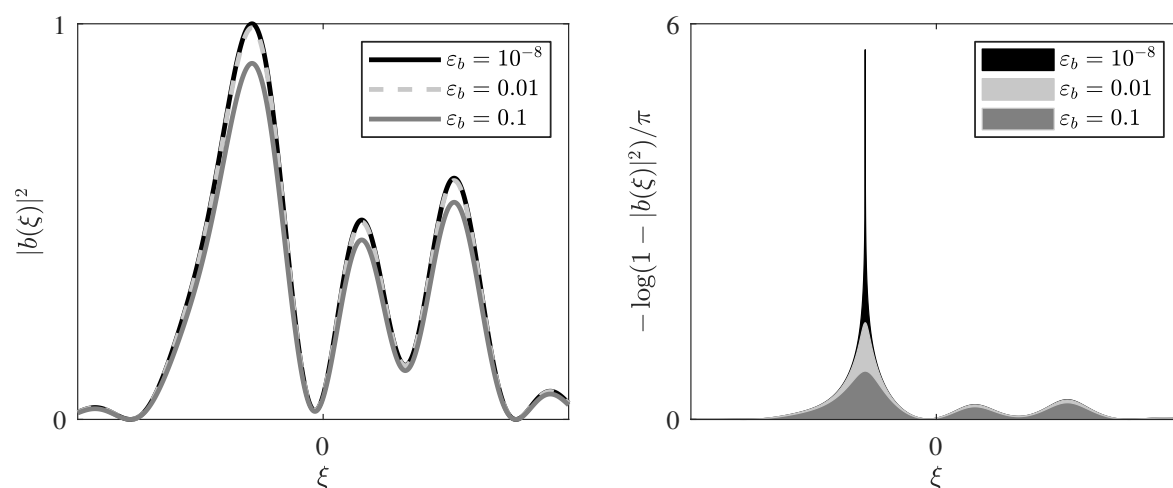 1
0
0
ξ
|b(ξ)|²
ε_b = 10⁻⁸
ε_b = 0.01
ε_b = 0.1
6
0
0
ξ
− log(1 − |b(ξ)|²)/π
ε_b = 10⁻⁸
ε_b = 0.01
ε_b = 0.1